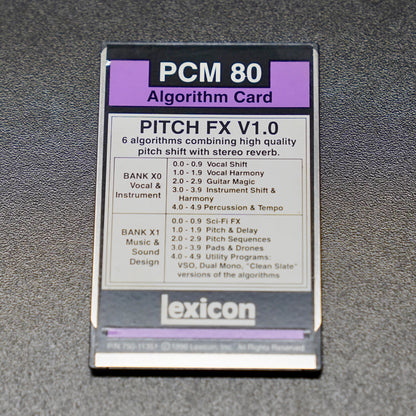 PCM 80
Algorithm Card
PITCH FX V1.0
6 algorithms combining high quality
pitch shift with stereo reverb.
BANK X0
Vocal &
Instrument
0.0 - 0.9 Vocal Shift
1.0 - 1.9 Vocal Harmony
2.0 - 2.9 Guitar Magic
3.0 - 3.9 Instrument Shift &
Harmony
4.0 - 4.9 Percussion & Tempo
BANK X1
Music &
Sound
Design
0.0 - 0.9 Sci-Fi FX
1.0 - 1.9 Pitch & Delay
2.0 - 2.9 Pitch Sequences
3.0 - 3.9 Pads & Drones
4.0 - 4.9 Utility Programs:
VSO, Dual Mono, "Clean Slate"
versions of the algorithms
lexicon
P/N 750-11351 © 1996 Lexicon, Inc. All Rights Reserved